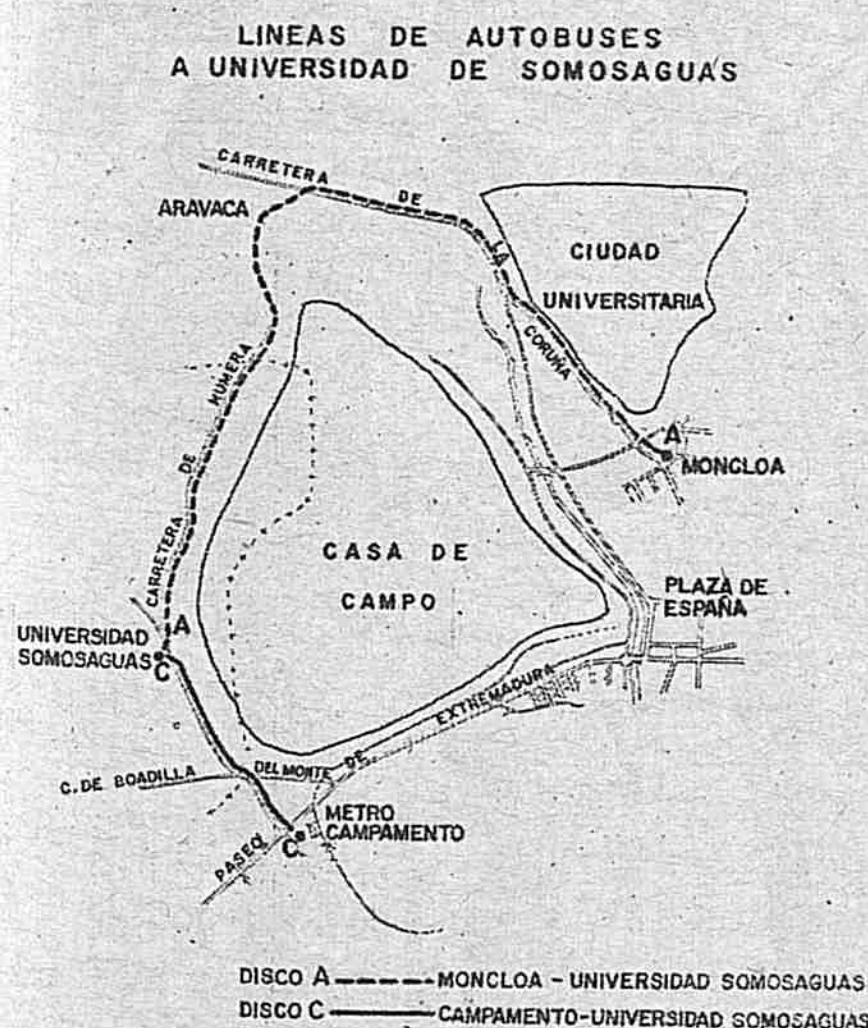 LINEAS DE AUTOBUSES
A UNIVERSIDAD DE SOMOSAGUAS
CARRETERA DE LA CORUÑA
ARAVACA
CIUDAD
UNIVERSITARIA
CARRETERA DE HUMERA
A
MONCLOA
CASA DE
CAMPO
PLAZA DE
ESPAÑA
A
UNIVERSIDAD
SOMOSAGUAS
C
PASEO DE EXTREMADURA
C. DE BOADILLA DEL MONTE
METRO
CAMPAMENTO
C
DISCO A MONCLOA - UNIVERSIDAD SOMOSAGUAS
DISCO C CAMPAMENTO-UNIVERSIDAD SOMOSAGUAS